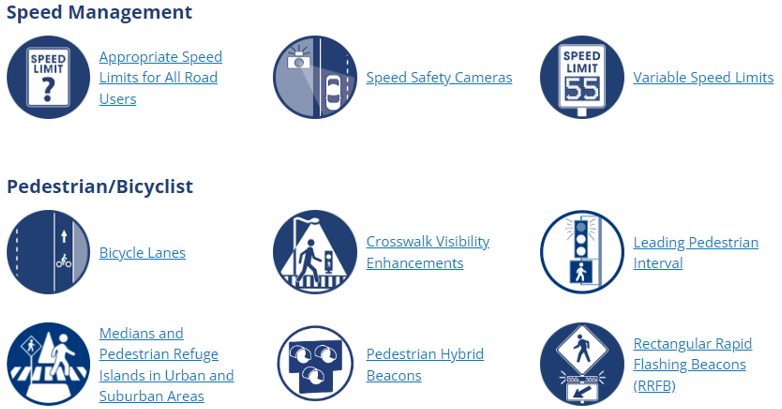 Speed Management
SPEED
LIMIT
?
Appropriate Speed
Limits for All Road
Users
Speed Safety Cameras
SPEED
LIMIT
55
Variable Speed Limits
Pedestrian/Bicyclist
Bicycle Lanes
Crosswalk Visibility
Enhancements
Leading Pedestrian
Interval
Medians and
Pedestrian Refuge
Islands in Urban and
Suburban Areas
Pedestrian Hybrid
Beacons
Rectangular Rapid
Flashing Beacons
(RRFB)